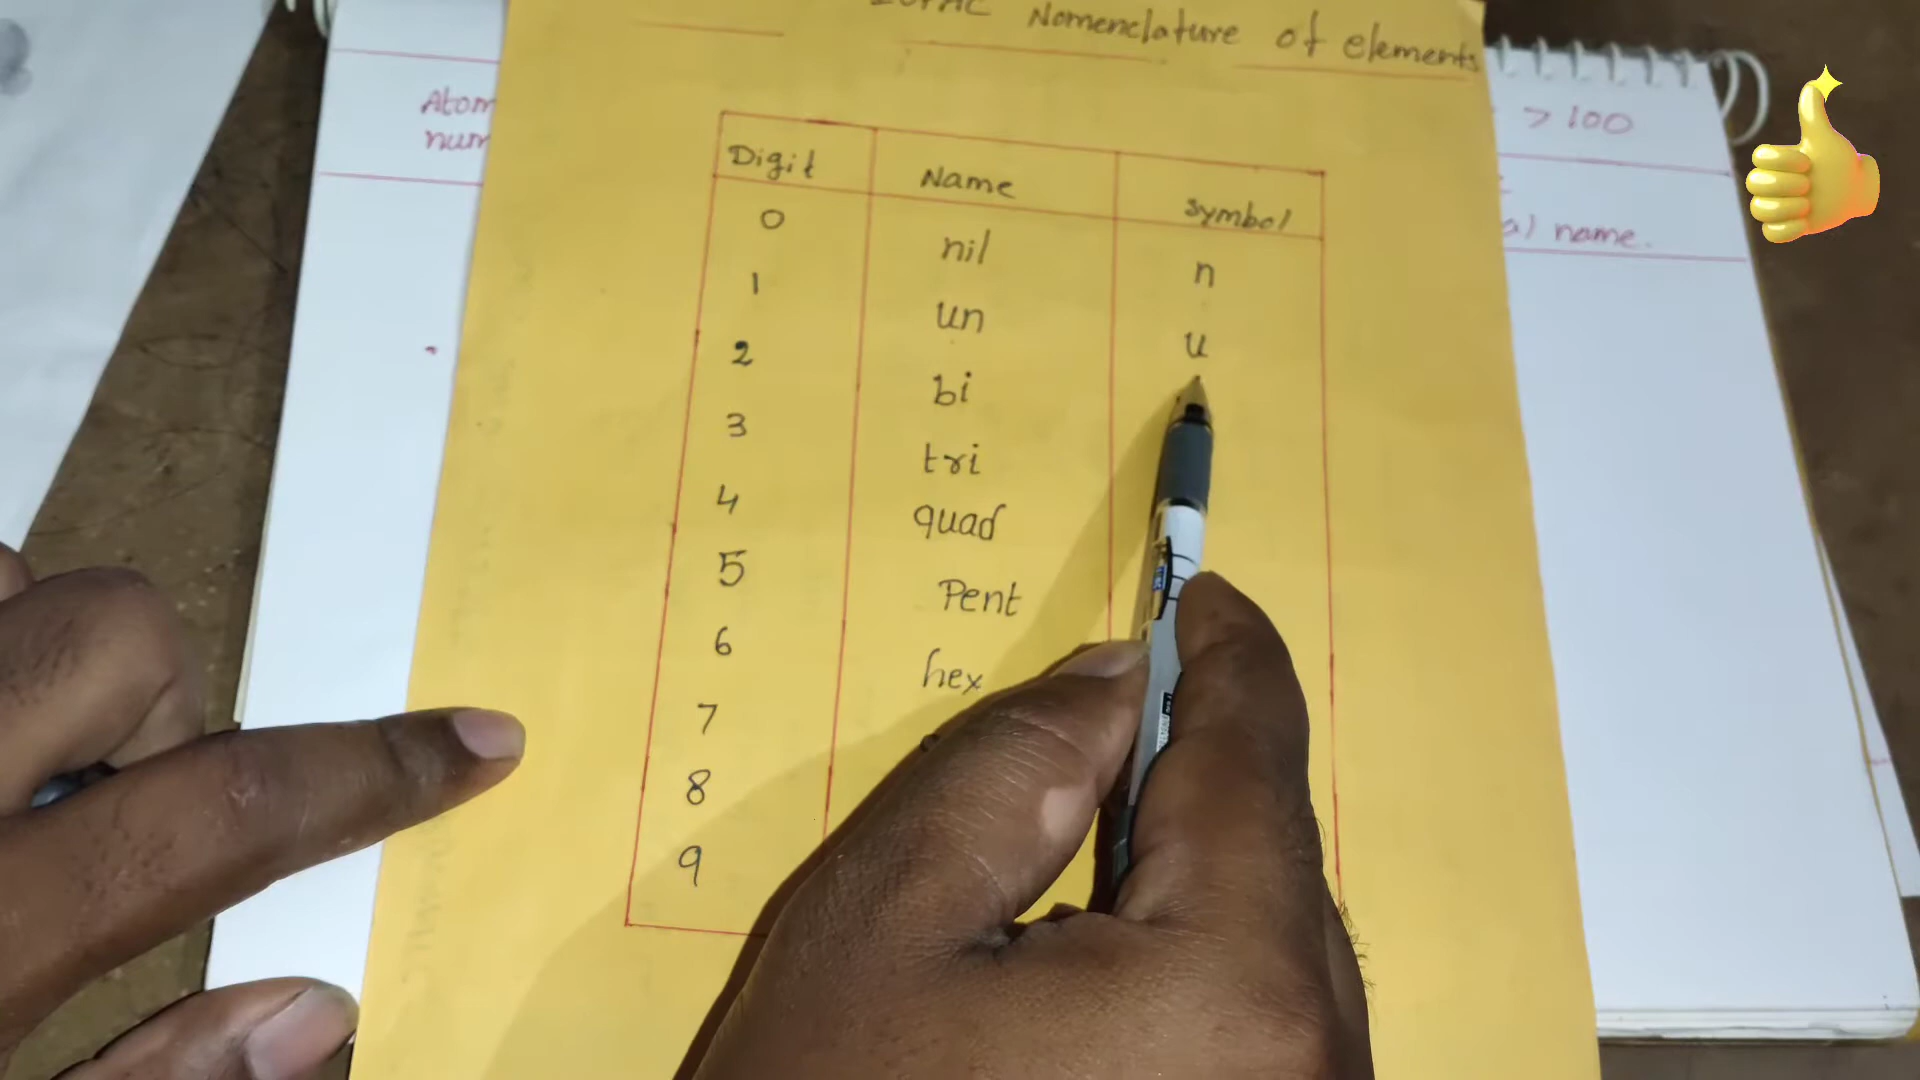 Nomenclature of elements
Atom
num
> 100
name.
Digit Name Symbol
0 nil n
1 un u
2 bi
3 tri
4 quad
5 Pent
6 hex
7
8
9